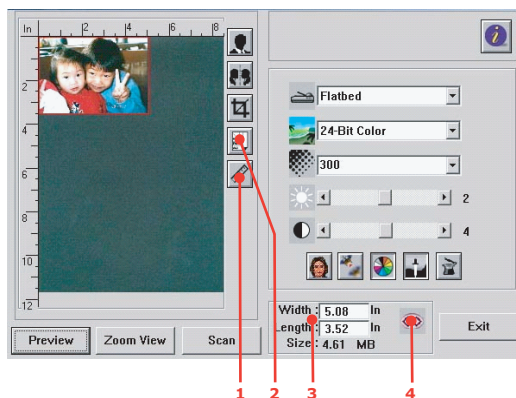 In 2 4 6 8
2
4
6
8
10
12
Flatbed
24-Bit Color
300
2
4
Width : 5.08 In
Length : 3.52 In
Size : 4.61 MB
Preview Zoom View Scan
Exit
1 2 3 4